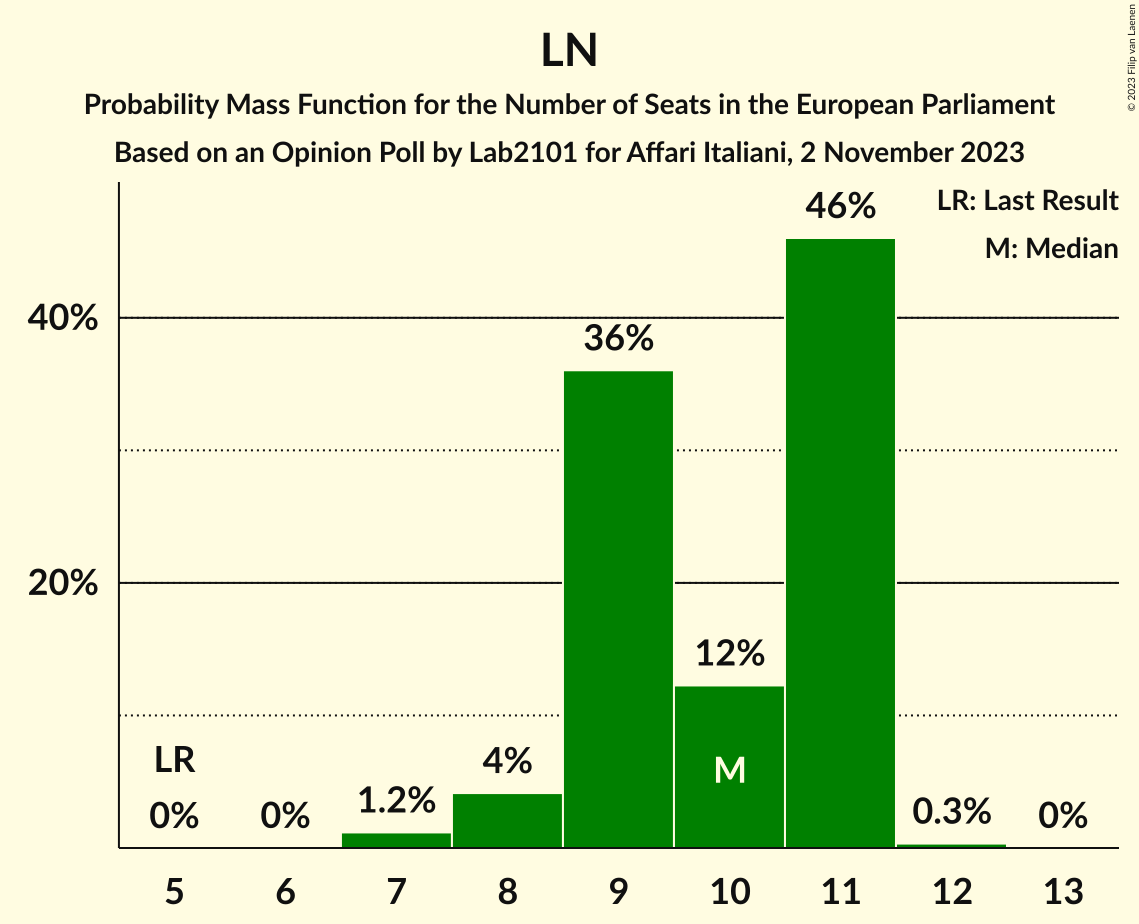 LN
Probability Mass Function for the Number of Seats in the European Parliament
Based on an Opinion Poll by Lab2101 for Affari Italiani, 2 November 2023
© 2023 Filip van Laenen
LR: Last Result
M: Median
46%
40%
36%
20%
12%
M
LR
4%
1.2%
0%
0%
0.3%
0%
5 6 7 8 9 10 11 12 13